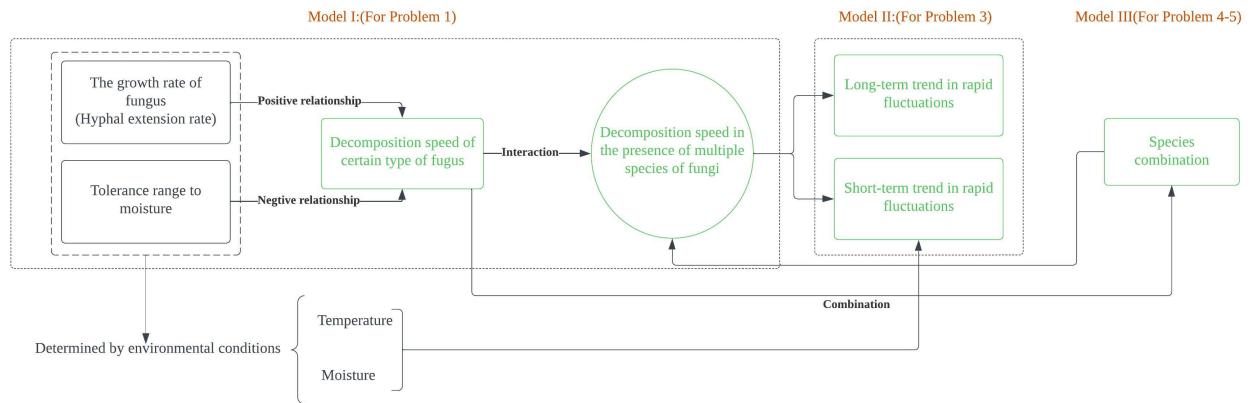 Model I:(For Problem 1)
Model II:(For Problem 3)
Model III(For Problem 4-5)
The growth rate of
fungus
(Hyphal extension rate)
Positive relationship
Tolerance range to
moisture
Negtive relationship
Decomposition speed of
certain type of fugus
Interaction
Decomposition speed in
the presence of multiple
species of fungi
Long-term trend in rapid
fluctuations
Short-term trend in rapid
fluctuations
Species
combination
Combination
Determined by environmental conditions
Temperature
Moisture